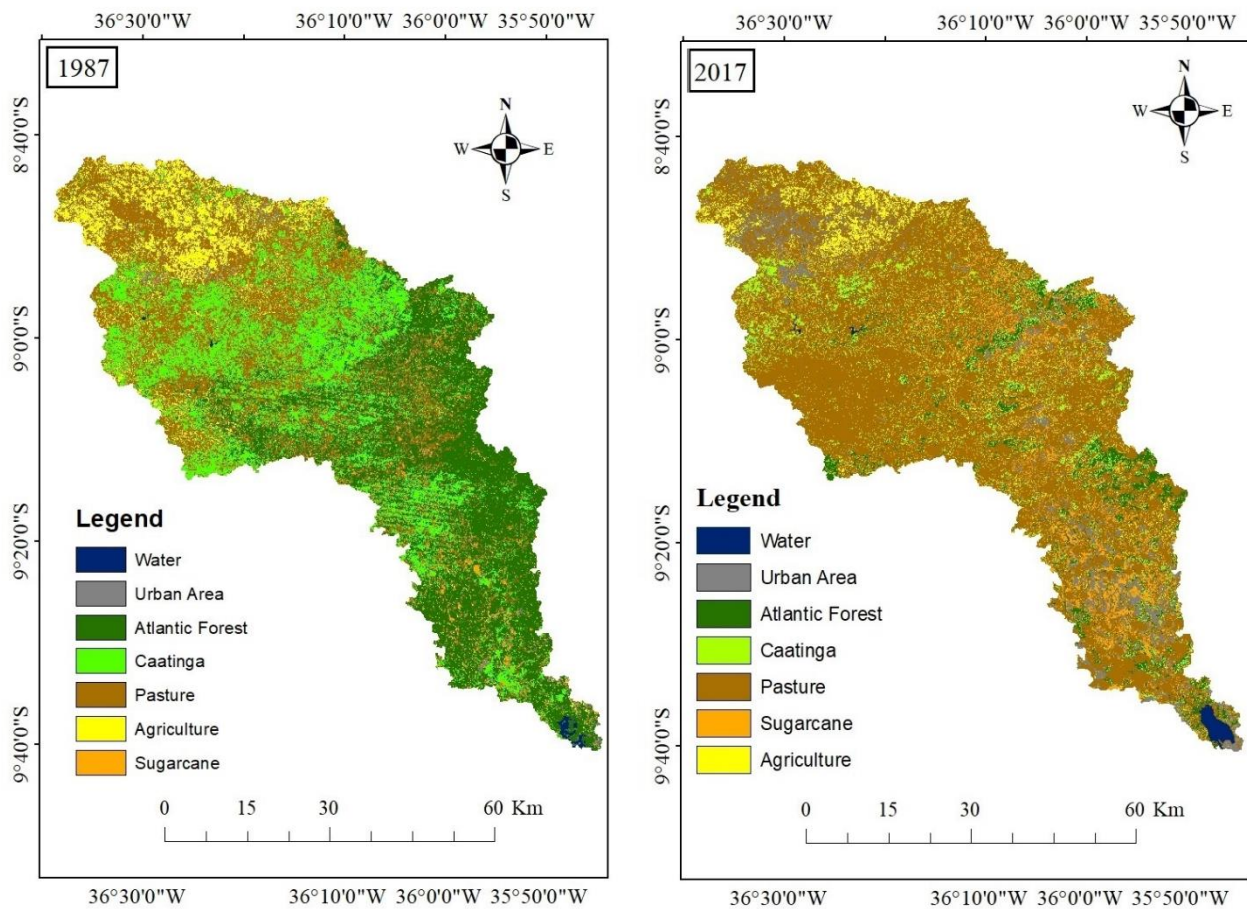 36°30'0"W 36°10'0"W 36°0'0"W 35°50'0"W
1987
N
W E
S
8°40'0"S
9°0'0"S
9°20'0"S
9°40'0"S
Legend
Water
Urban Area
Atlantic Forest
Caatinga
Pasture
Agriculture
Sugarcane
0 15 30 60 Km
36°30'0"W 36°10'0"W 36°0'0"W 35°50'0"W
36°30'0"W 36°10'0"W 36°0'0"W 35°50'0"W
2017
N
W E
S
8°40'0"S
9°0'0"S
9°20'0"S
9°40'0"S
Legend
Water
Urban Area
Atlantic Forest
Caatinga
Pasture
Sugarcane
Agriculture
0 15 30 60 Km
36°30'0"W 36°10'0"W 36°0'0"W 35°50'0"W